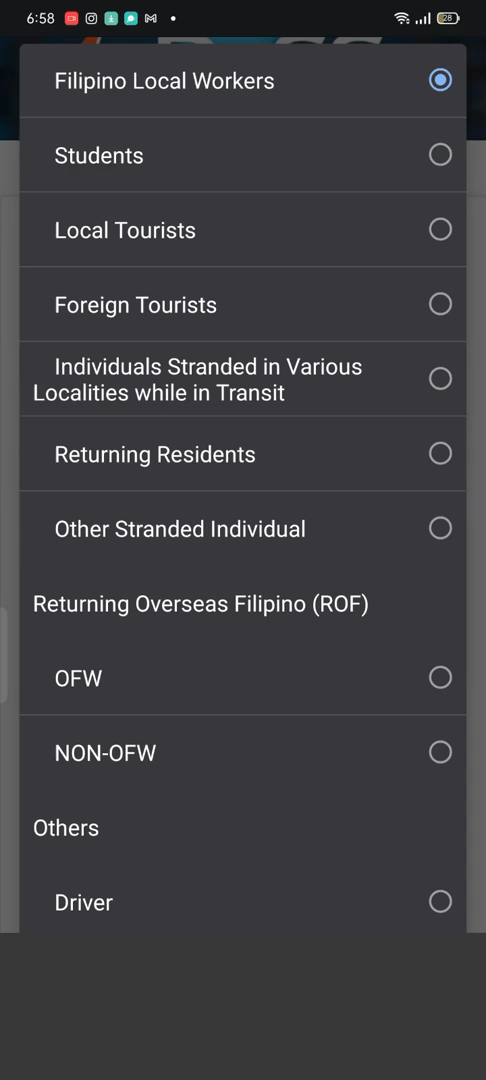 6:58
28
Filipino Local Workers
Students
Local Tourists
Foreign Tourists
Individuals Stranded in Various
Localities while in Transit
Returning Residents
Other Stranded Individual
Returning Overseas Filipino (ROF)
OFW
NON-OFW
Others
Driver